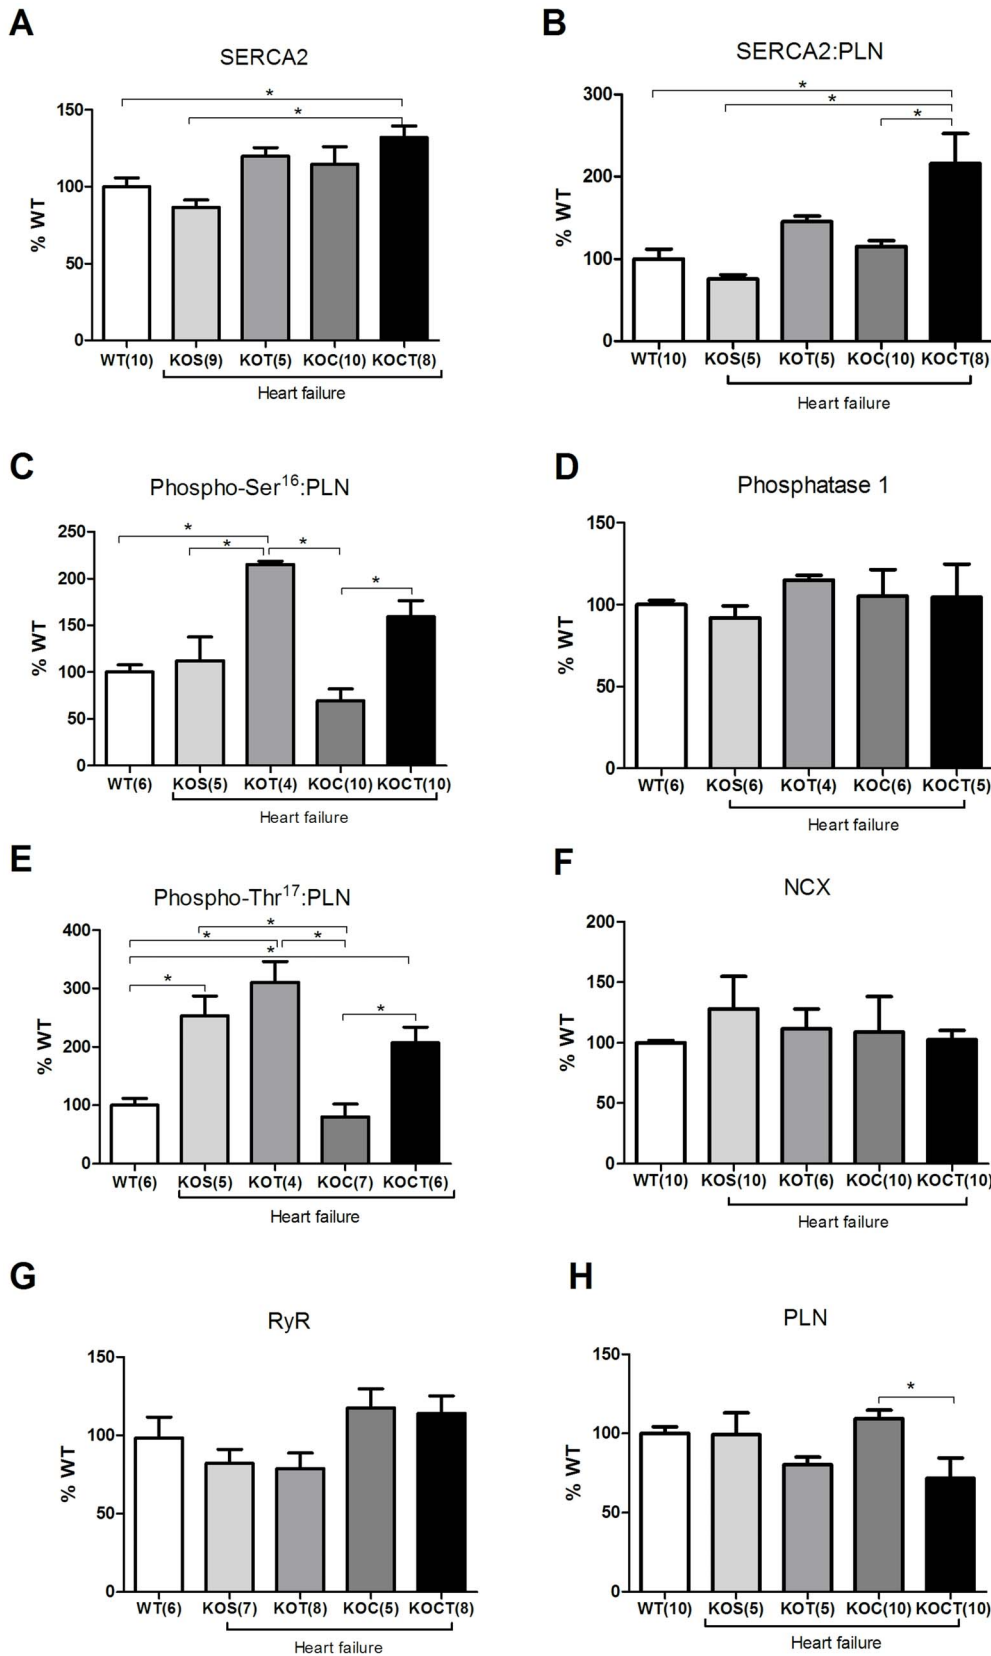 A
SERCA2
* *
150
100
50
0
% WT
WT(10) KOS(9) KOT(5) KOC(10) KOCT(8)
Heart failure
B
SERCA2:PLN
* * *
300
200
100
0
% WT
WT(10) KOS(5) KOT(5) KOC(10) KOCT(8)
Heart failure
C
Phospho-Ser16:PLN
* * * *
250
200
150
100
50
0
% WT
WT(6) KOS(5) KOT(4) KOC(10) KOCT(10)
Heart failure
D
Phosphatase 1
150
100
50
0
% WT
WT(6) KOS(6) KOT(4) KOC(6) KOCT(5)
Heart failure
E
Phospho-Thr17:PLN
* * * * * *
400
300
200
100
0
% WT
WT(6) KOS(5) KOT(4) KOC(7) KOCT(6)
Heart failure
F
NCX
200
150
100
50
0
% WT
WT(10) KOS(10) KOT(6) KOC(10) KOCT(10)
Heart failure
G
RyR
150
100
50
0
% WT
WT(6) KOS(7) KOT(8) KOC(5) KOCT(8)
Heart failure
H
PLN
*
150
100
50
0
% WT
WT(10) KOS(5) KOT(5) KOC(10) KOCT(10)
Heart failure